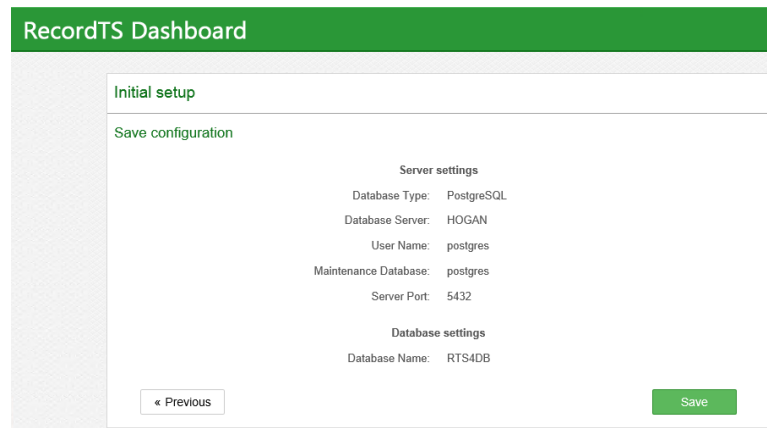 RecordTS Dashboard
Initial setup
Save configuration
Server settings
Database Type: PostgreSQL
Database Server: HOGAN
User Name: postgres
Maintenance Database: postgres
Server Port: 5432
Database settings
Database Name: RTS4DB
« Previous Save